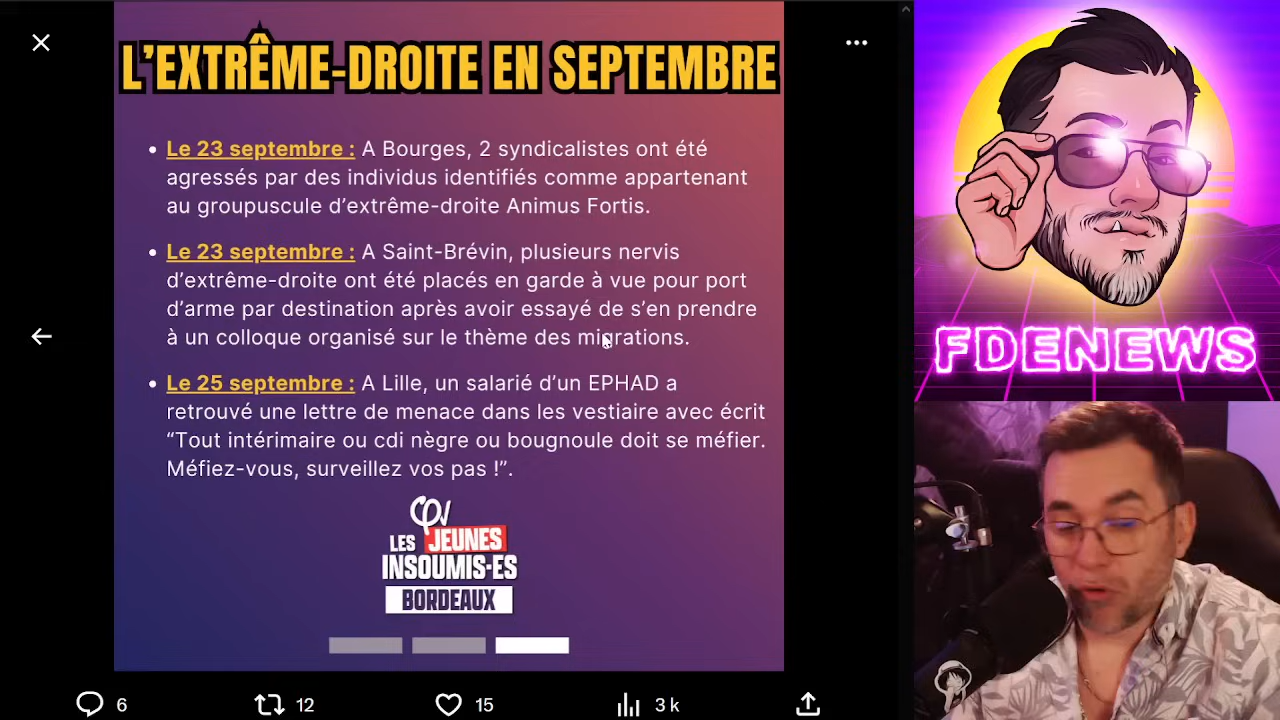 L'EXTRÊME-DROITE EN SEPTEMBRE
• Le 23 septembre : A Bourges, 2 syndicalistes ont été
agressés par des individus identifiés comme appartenant
au groupuscule d'extrême-droite Animus Fortis.
• Le 23 septembre : A Saint-Brévin, plusieurs nervis
d'extrême-droite ont été placés en garde à vue pour port
d'arme par destination après avoir essayé de s'en prendre
à un colloque organisé sur le thème des migrations.
• Le 25 septembre : A Lille, un salarié d'un EPHAD a
retrouvé une lettre de menace dans les vestiaire avec écrit
“Tout intérimaire ou cdi nègre ou bougnoule doit se méfier.
Méfiez-vous, surveillez vos pas !”.
LES JEUNES
INSOUMIS·ES
BORDEAUX
6
12
15
3 k
FDENEWS